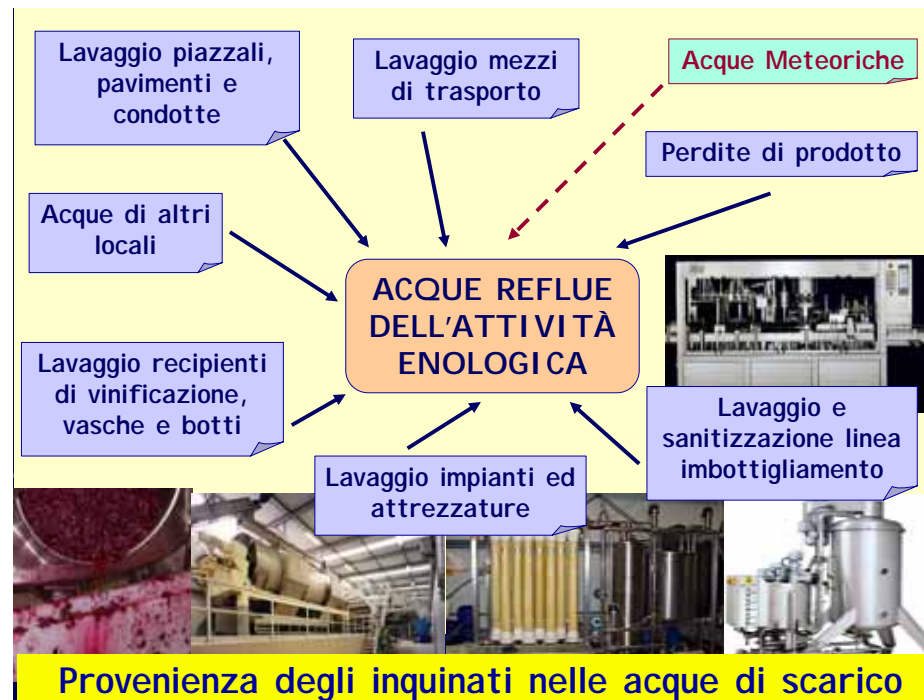 Lavaggio piazzali,
pavimenti e
condotte
Lavaggio mezzi
di trasporto
Acque Meteoriche
Perdite di prodotto
Acque di altri
locali
ACQUE REFLUE
DELL'ATTIVITÀ
ENOLOGICA
Lavaggio recipienti
di vinificazione,
vasche e botti
Lavaggio e
sanitizzazione linea
imbottigliamento
Lavaggio impianti ed
attrezzature
Provenienza degli inquinati nelle acque di scarico